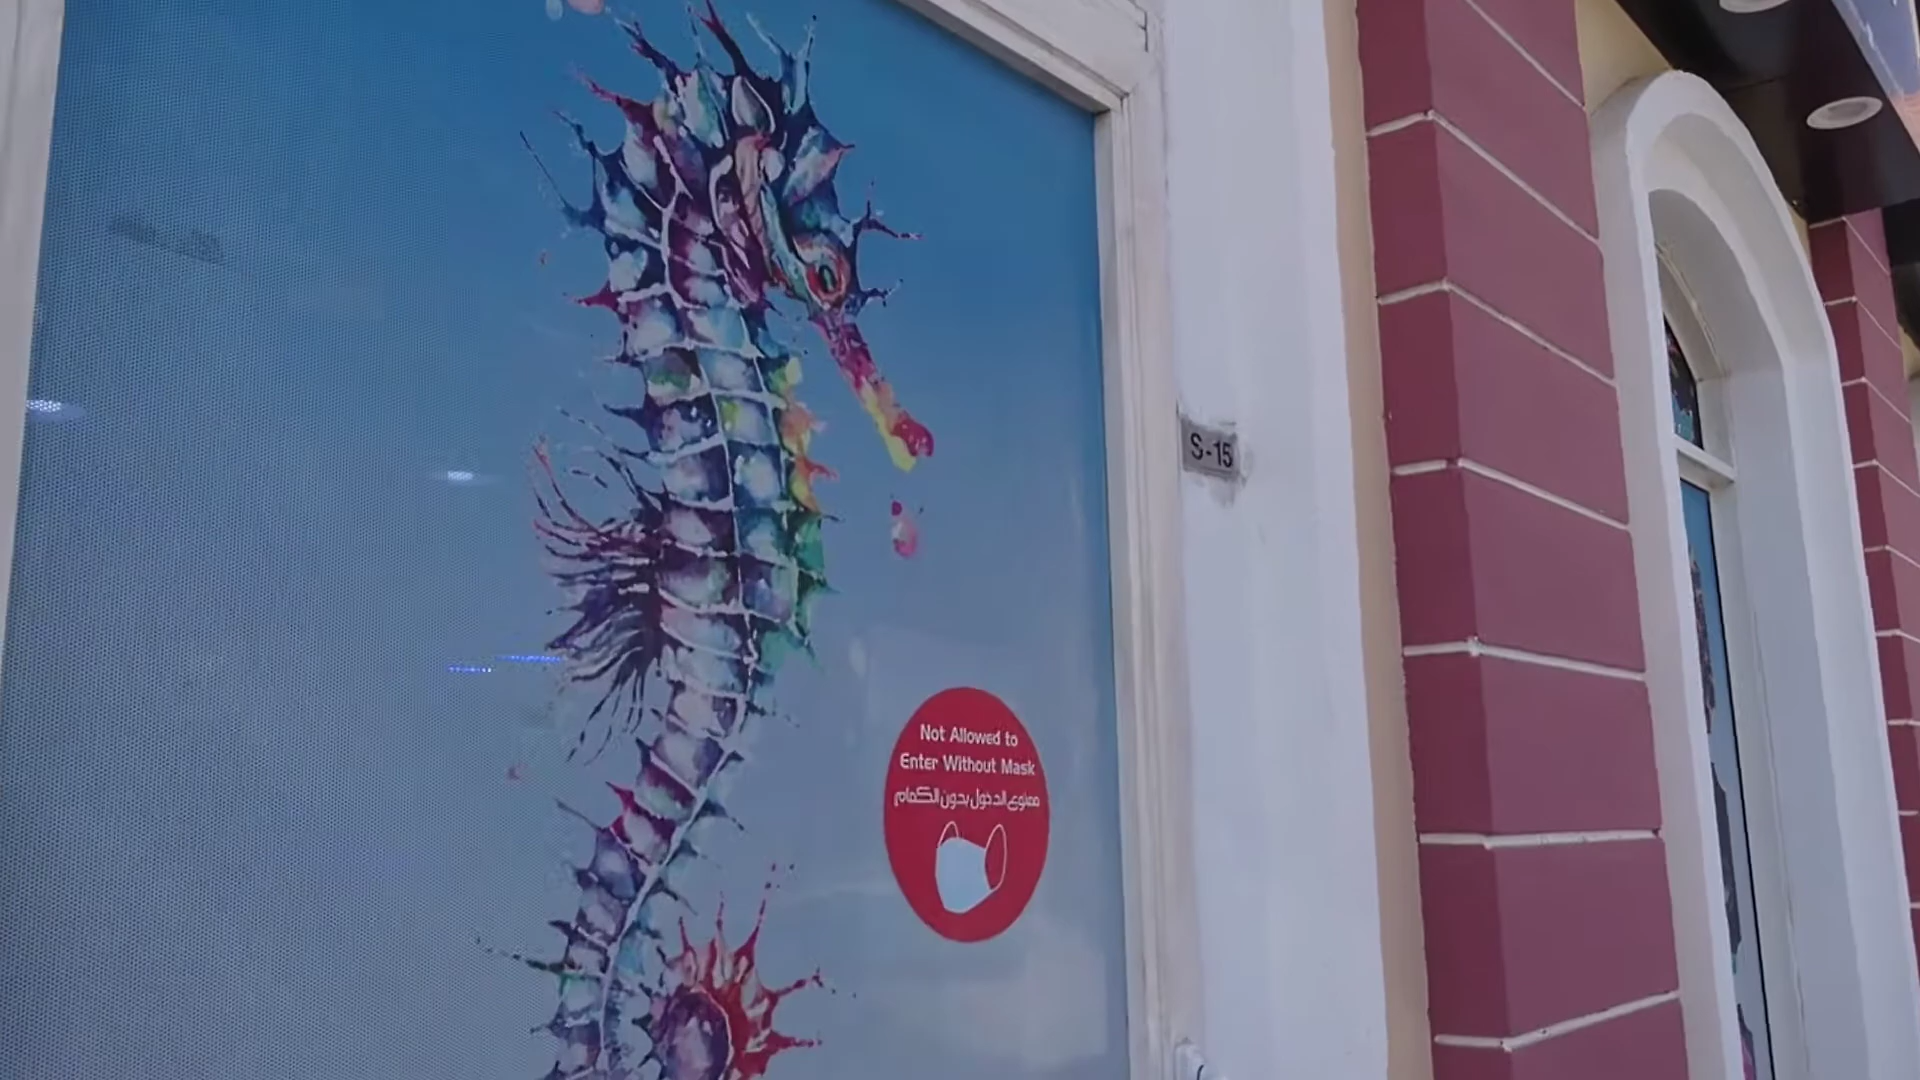 S-15
Not Allowed to
Enter Without Mask
ممنوع الدخول بدون الكمام